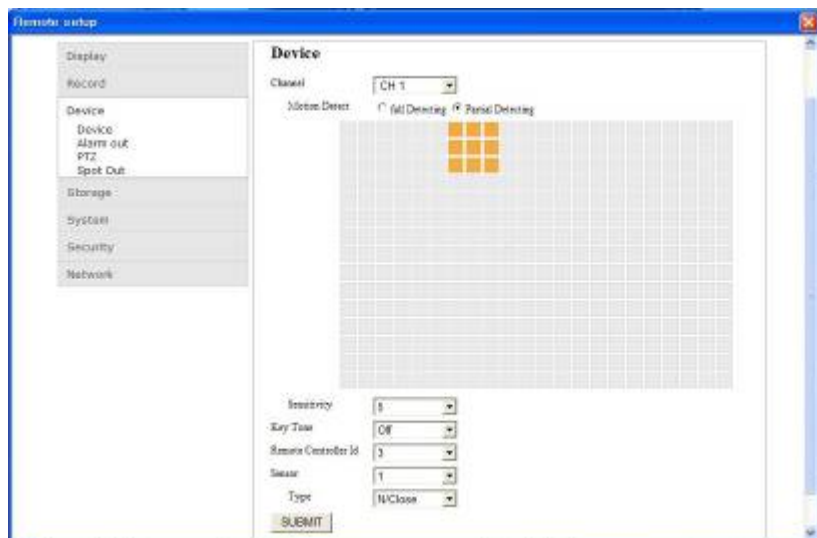 Remote setup
Display
Record
Device
Device
Alarm out
PTZ
Spot Out
Storage
System
Security
Network
Device
Channel CH 1
Motion Detect full Detecting Partial Detecting
Sensitivity 5
Key Tone Off
Remote Controller Id 3
Sensor 1
Type N/Close
SUBMIT